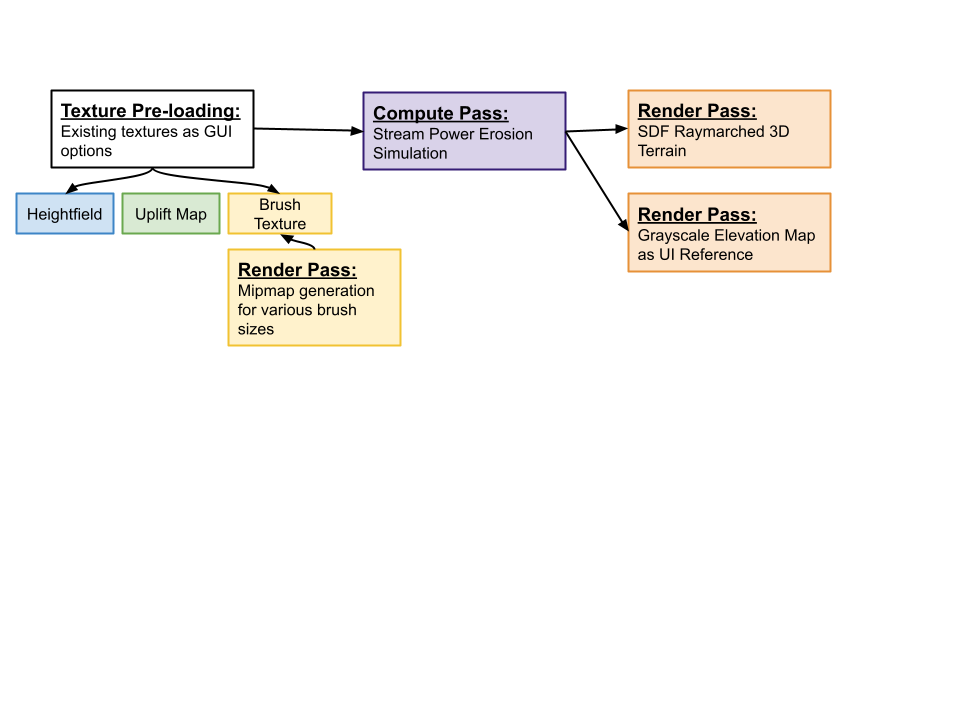 Texture Pre-loading:
Existing textures as GUI
options
Compute Pass:
Stream Power Erosion
Simulation
Render Pass:
SDF Raymarched 3D
Terrain
Heightfield
Uplift Map
Brush
Texture
Render Pass:
Grayscale Elevation Map
as UI Reference
Render Pass:
Mipmap generation
for various brush
sizes